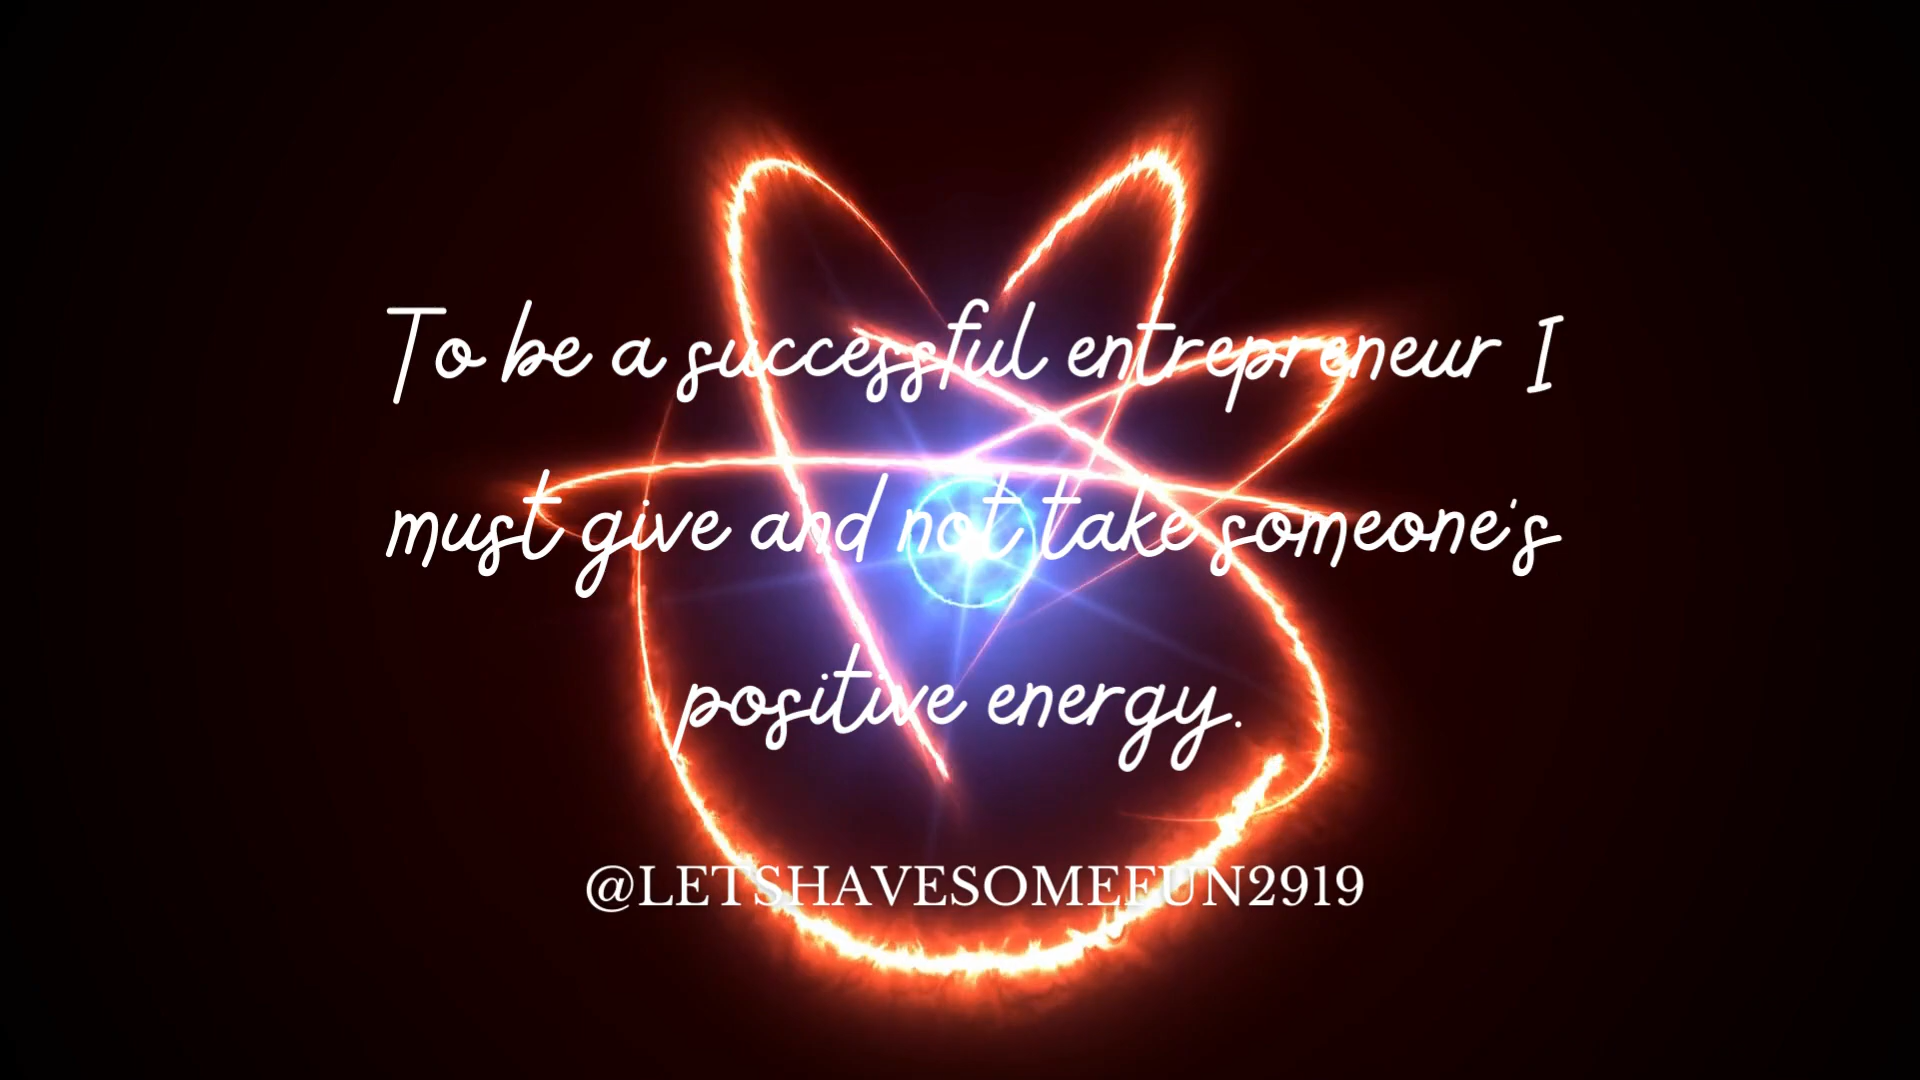 To be a successful entrepreneur I
must give and not take someone's
positive energy.
@LETSHAVESOMEFUN2919